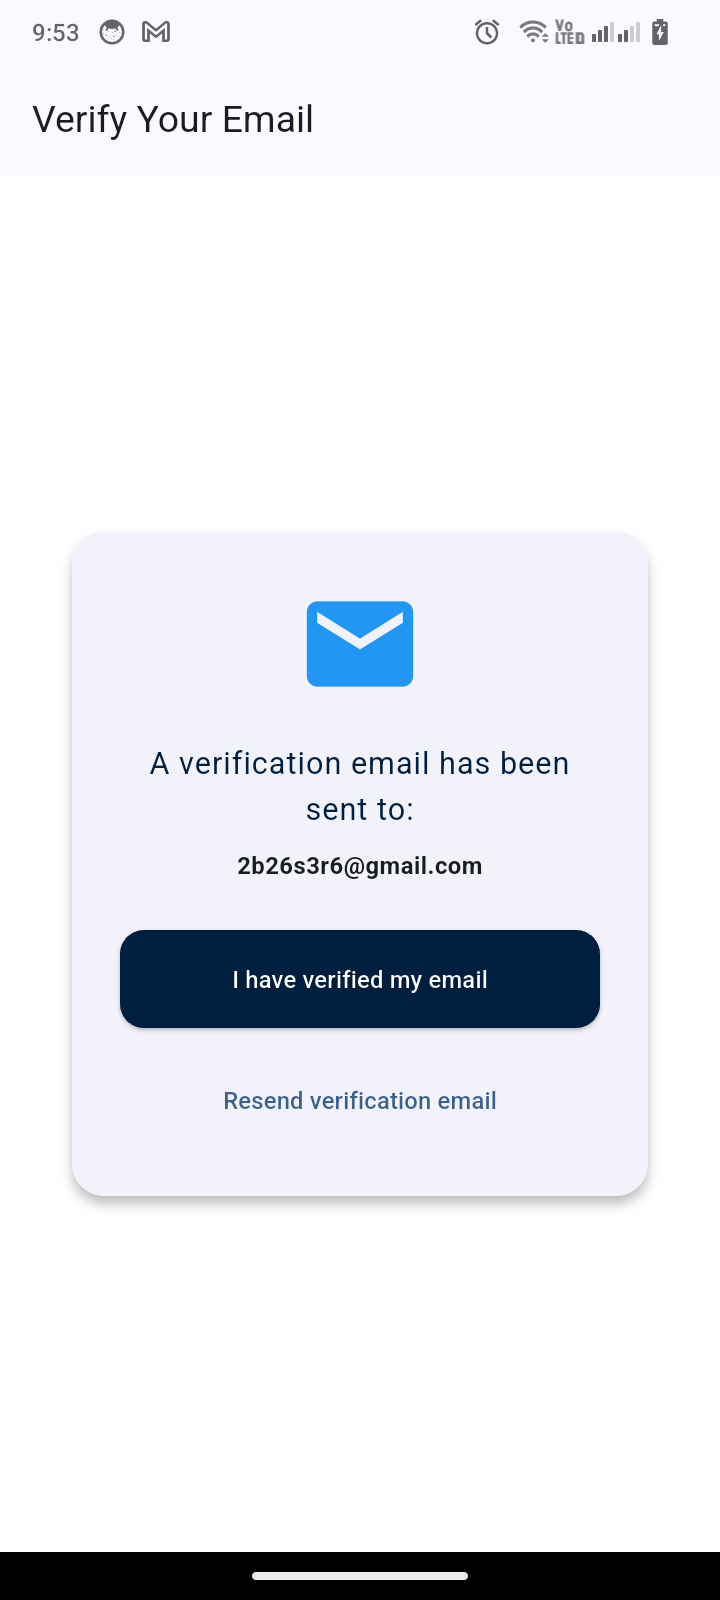 9:53
Vo
LTE D
Verify Your Email
A verification email has been
sent to:
2b26s3r6@gmail.com
I have verified my email
Resend verification email